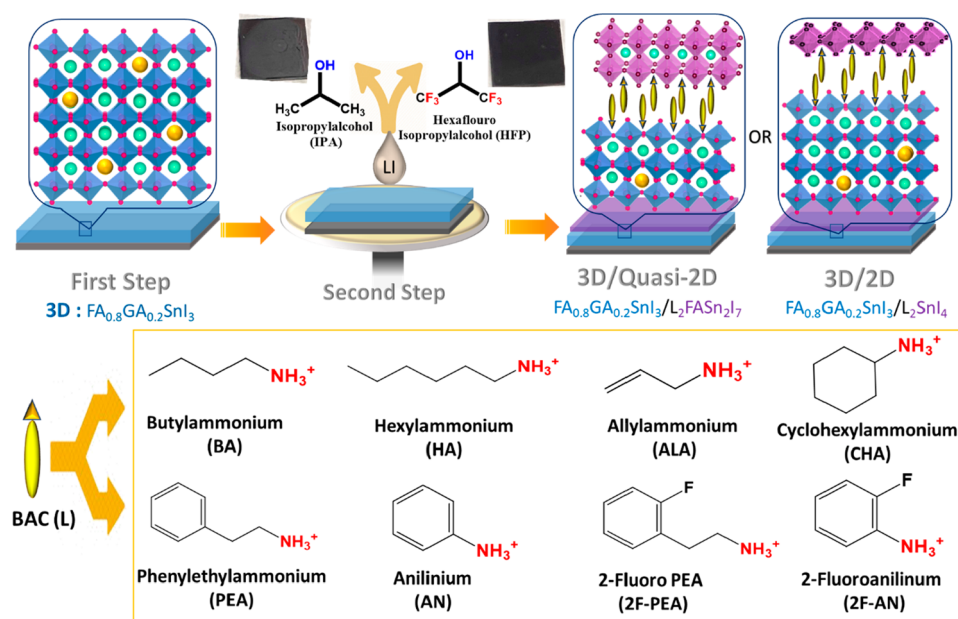 OH
H₃C
CH₃
Isopropylalcohol
(IPA)
OH
CF₃
CF₃
Hexaflouro
Isopropylalcohol (HFP)
LI
OR
First Step
3D : FA₀.₈GA₀.₂SnI₃
Second Step
3D/Quasi-2D
FA₀.₈GA₀.₂SnI₃/L₂FASn₂I₇
3D/2D
FA₀.₈GA₀.₂SnI₃/L₂SnI₄
BAC (L)
NH₃⁺
Butylammonium
(BA)
NH₃⁺
Hexylammonium
(HA)
NH₃⁺
Allylammonium
(ALA)
NH₃⁺
Cyclohexylammonium
(CHA)
NH₃⁺
Phenylethylammonium
(PEA)
NH₃⁺
Anilinium
(AN)
F
NH₃⁺
2-Fluoro PEA
(2F-PEA)
F
NH₃⁺
2-Fluoroanilinum
(2F-AN)